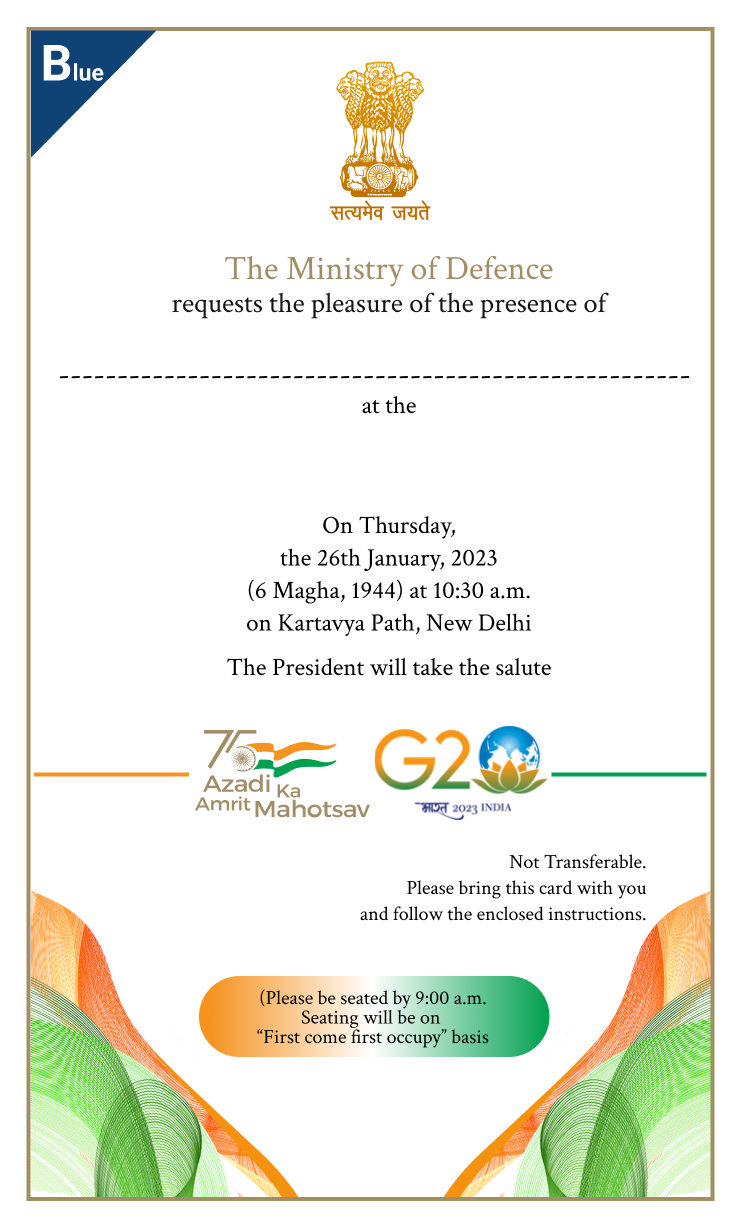 Blue
सत्यमेव जयते
The Ministry of Defence
requests the pleasure of the presence of
at the
On Thursday,
the 26th January, 2023
(6 Magha, 1944) at 10:30 a.m.
on Kartavya Path, New Delhi
The President will take the salute
75
Azadi Ka
Amrit Mahotsav
G20
भारत 2023 INDIA
Not Transferable.
Please bring this card with you
and follow the enclosed instructions.
(Please be seated by 9:00 a.m.
Seating will be on
“First come first occupy” basis